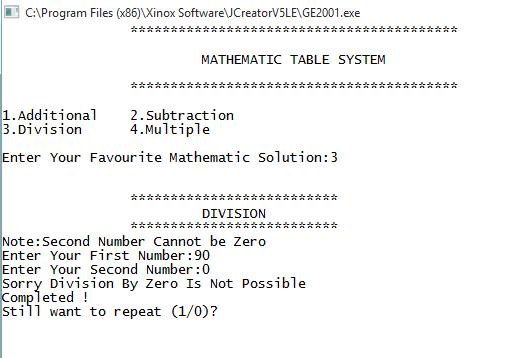 C:\Program Files (x86)\Xinox Software\JCreatorV5LE\GE2001.exe
*****************************************
MATHEMATIC TABLE SYSTEM
*****************************************
1.Additional    2.Subtraction
3.Division      4.Multiple
Enter Your Favourite Mathematic Solution:3
**************************
DIVISION
**************************
Note:Second Number Cannot be Zero
Enter Your First Number:90
Enter Your Second Number:0
Sorry Division By Zero Is Not Possible
Completed !
Still want to repeat (1/0)?